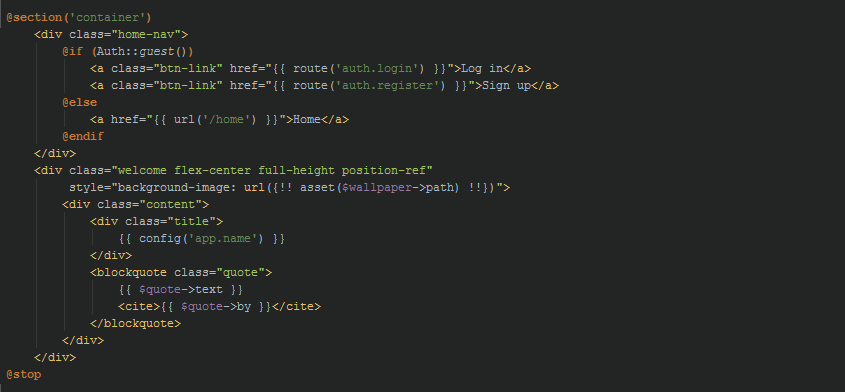 @section('container')
<div class="home-nav">
@if (Auth::guest())
<a class="btn-link" href="{{ route('auth.login') }}">Log in</a>
<a class="btn-link" href="{{ route('auth.register') }}">Sign up</a>
@else
<a href="{{ url('/home') }}">Home</a>
@endif
</div>
<div class="welcome flex-center full-height position-ref"
style="background-image: url({!! asset($wallpaper->path) !!})">
<div class="content">
<div class="title">
{{ config('app.name') }}
</div>
<blockquote class="quote">
{{ $quote->text }}
<cite>{{ $quote->by }}</cite>
</blockquote>
</div>
</div>
@stop